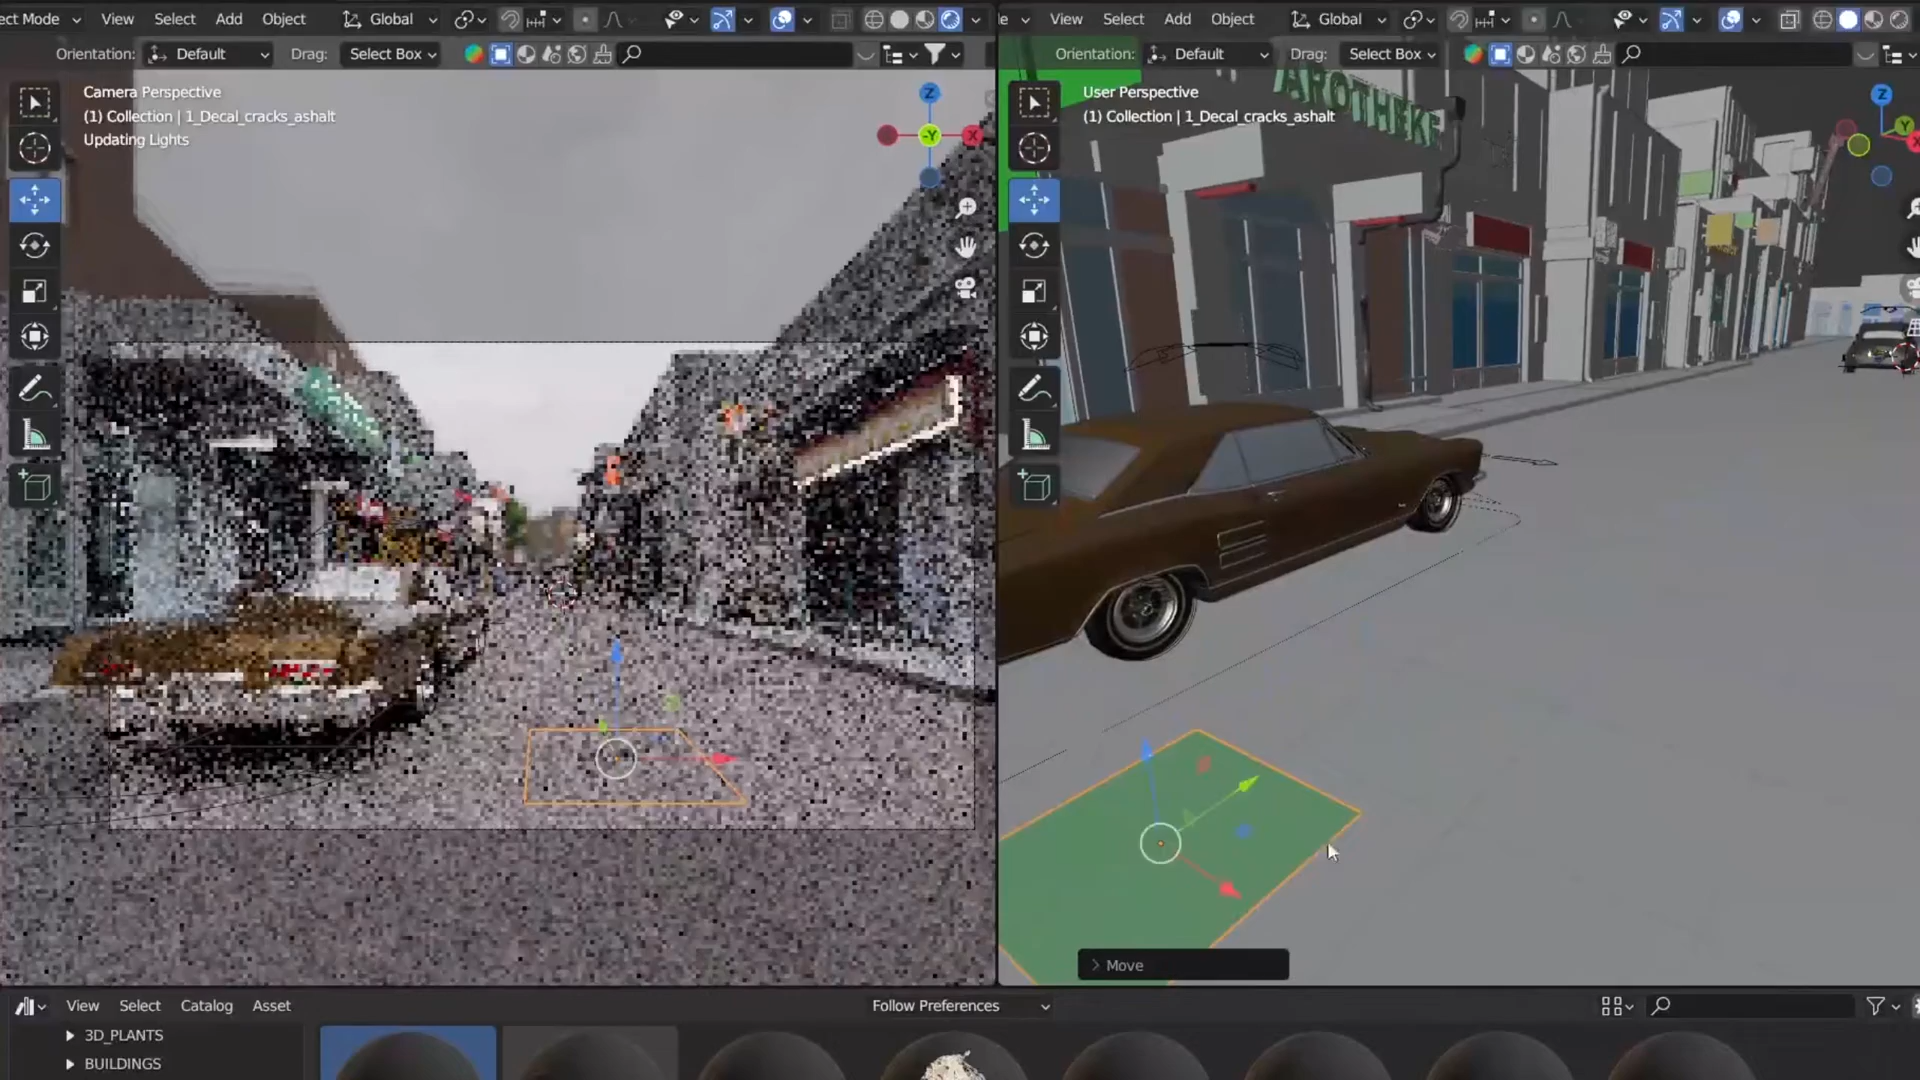 ect Mode View Select Add Object Global
Orientation: Default Drag: Select Box
Camera Perspective
(1) Collection | 1_Decal_cracks_ashalt
Updating Lights
Z
-Y
X
le View Select Add Object Global
Orientation: Default Drag: Select Box
User Perspective
(1) Collection | 1_Decal_cracks_ashalt
Z
Y
X
APOTHEKE
Move
View Select Catalog Asset Follow Preferences
3D_PLANTS
BUILDINGS